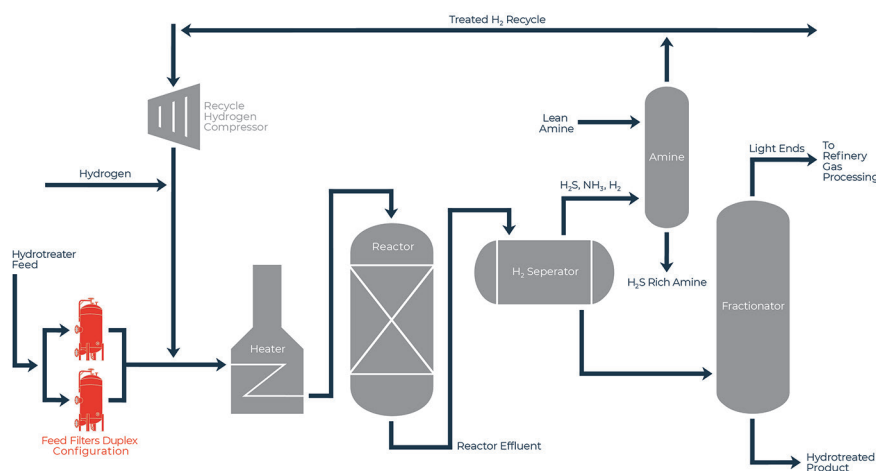 Treated H₂ Recycle
Recycle
Hydrogen
Compressor
Lean
Amine
Amine
Light Ends
To
Refinery
Gas
Processing
Hydrogen
H₂S, NH₃, H₂
Hydrotreater
Feed
Reactor
H₂ Seperator
H₂S Rich Amine
Fractionator
Heater
Feed Filters Duplex
Configuration
Reactor Effluent
Hydrotreated
Product